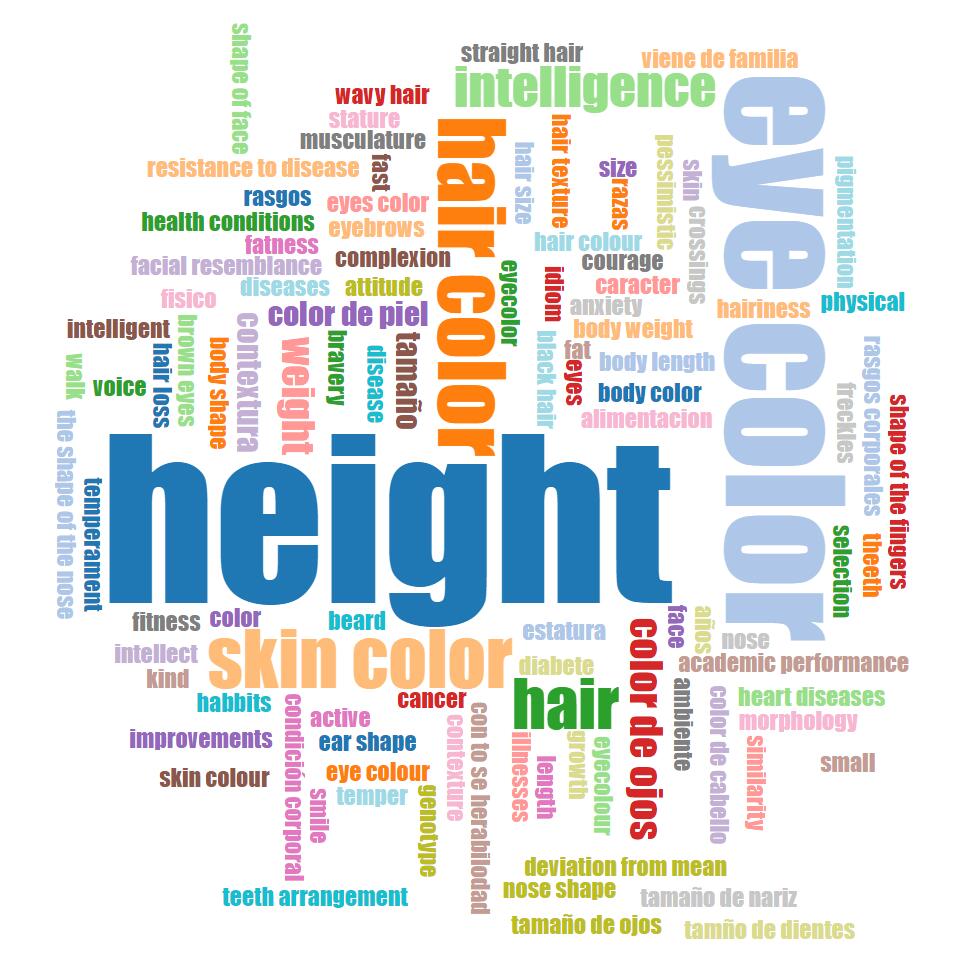 shape of face
straight hair
viene de familia
intelligence
wavy hair
stature
musculature
resistance to disease
fast
rasgos
eyes color
health conditions
eyebrows
fatness
complexion
facial resemblance
diseases
attitude
fisico
color de piel
hair color
hair size
hair texture
size
razas
pessimistic
skin
crossings
eye color
pigmentation
hair colour
courage
eyecolor
idiom
caracter
anxiety
hairiness
physical
body weight
intelligent
brown eyes
contextura
weight
bravery
disease
tamaño
black hair
fat
eyes
body length
body color
alimentacion
walk
voice
hair loss
body shape
freckles
rasgos corporales
shape of the fingers
the shape of the nose
temperament
height
selection
theeth
fitness
color
beard
estatura
face
años
nose
intellect
skin color
diabete
color de ojos
academic performance
kind
habbits
cancer
hair
ambiente
color de cabello
heart diseases
morphology
condición corporal
active
contexture
con to se herabilodad
improvements
ear shape
illnesses
growth
eyecolour
length
similarity
small
skin colour
eye colour
smile
temper
genotype
deviation from mean
teeth arrangement
nose shape
tamaño de nariz
tamaño de ojos
tamño de dientes